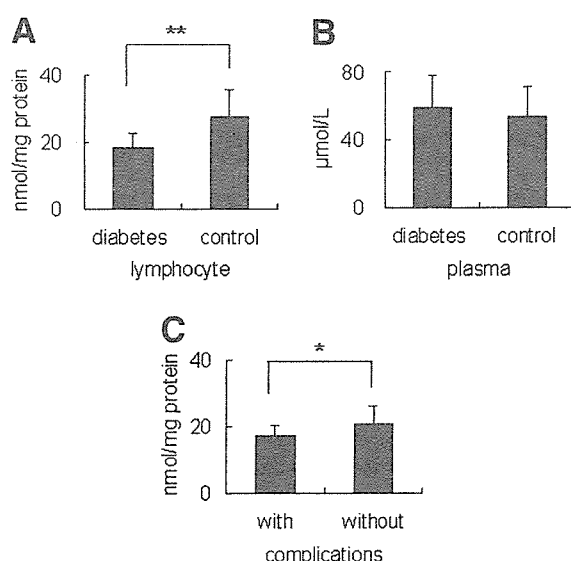 A
**
nmol/mg protein
40
20
0
diabetes control
lymphocyte
B
µmol/L
80
40
0
diabetes control
plasma
C
*
nmol/mg protein
40
20
0
with without
complications